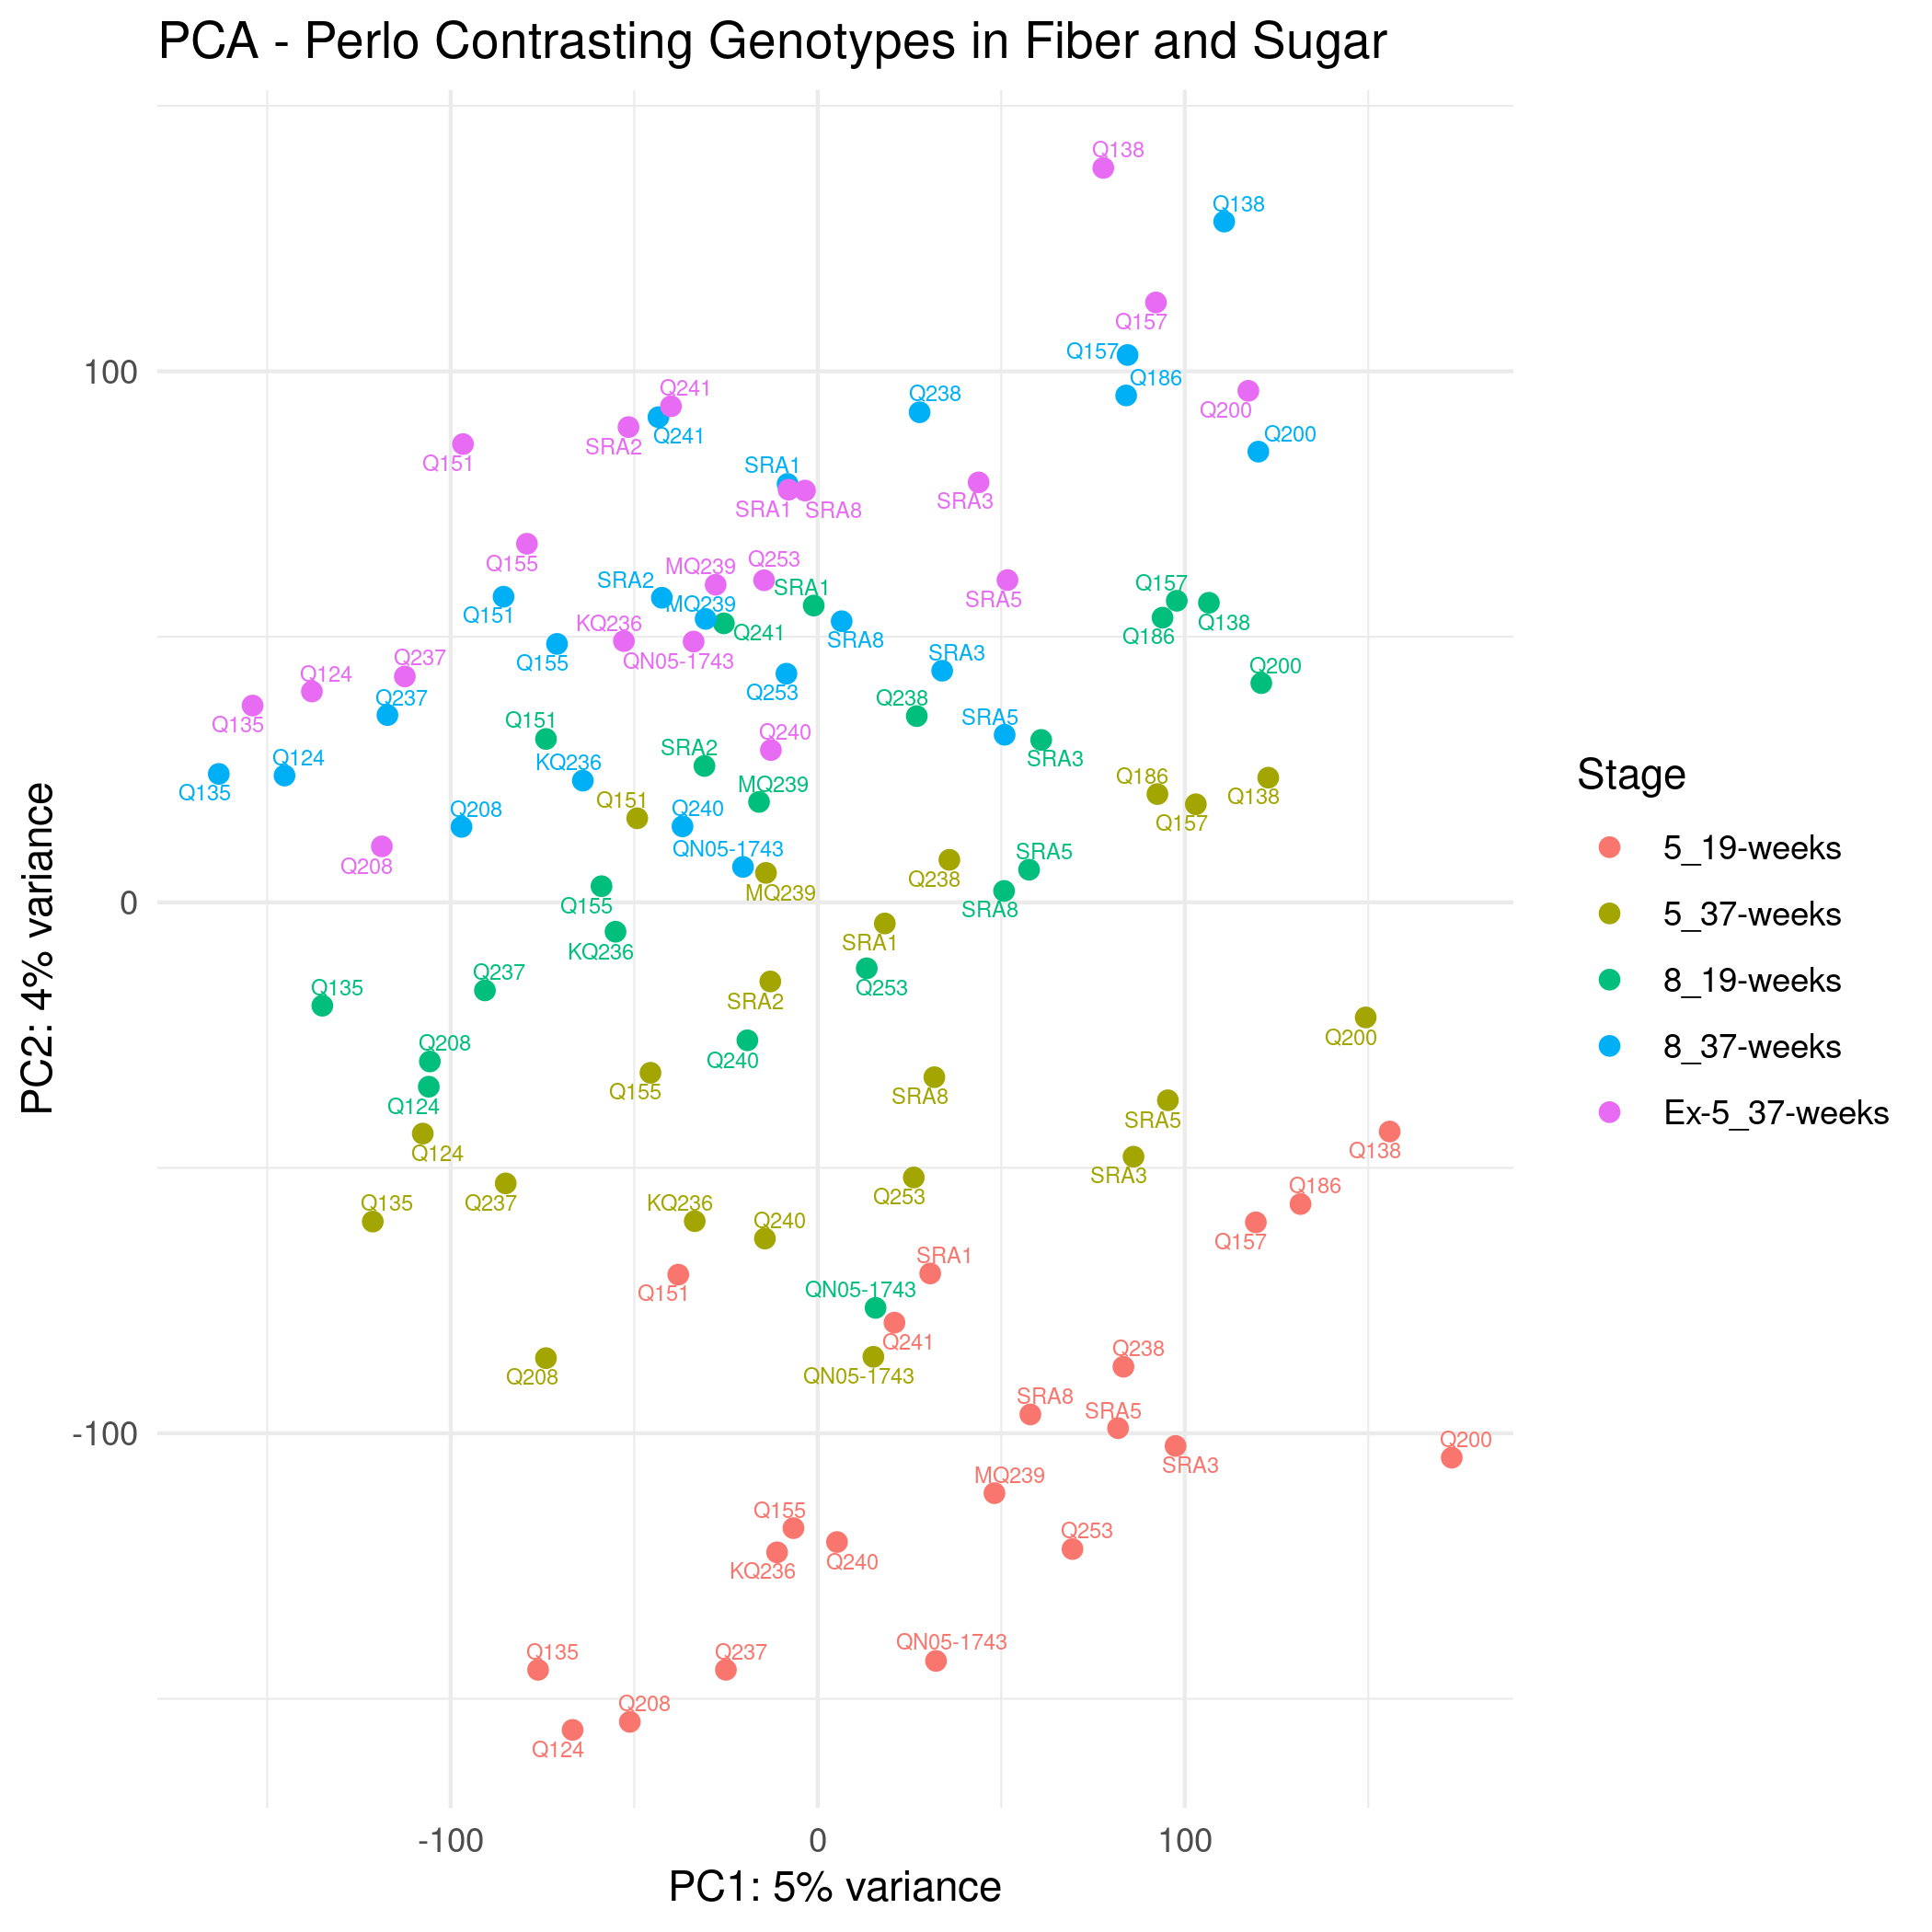 PCA - Perlo Contrasting Genotypes in Fiber and Sugar
Q138
Q138
Q157
Q157
Q186
Q200
Q200
Q238
Q241
Q241
SRA2
Q151
SRA1
SRA1
SRA8
SRA3
Q155
SRA2
MQ239
Q253
SRA1
SRA5
Q157
Q186
Q138
Q151
MQ239
Q241
SRA8
KQ236
QN05-1743
Q155
SRA3
Q237
Q124
Q135
Q237
Q253
Q200
Q238
SRA5
SRA3
Q151
Q240
SRA2
KQ236
Q124
Q135
MQ239
Q186
Q138
Q157
Q151
Q240
Q208
QN05-1743
Q208
MQ239
Q238
SRA5
SRA8
Q155
KQ236
SRA1
Q253
Q237
Q135
SRA2
Q200
Q208
Q240
Q124
Q155
SRA8
SRA5
Q124
Q138
SRA3
Q237
Q253
Q186
Q135
KQ236
Q240
Q157
SRA1
Q151
QN05-1743
Q241
Q238
Q208
QN05-1743
SRA8
SRA5
SRA3
Q200
MQ239
Q155
KQ236
Q240
Q253
QN05-1743
Q135
Q237
Q208
Q124
100
0
-100
-100
0
100
PC1: 5% variance
PC2: 4% variance
Stage
5_19-weeks
5_37-weeks
8_19-weeks
8_37-weeks
Ex-5_37-weeks